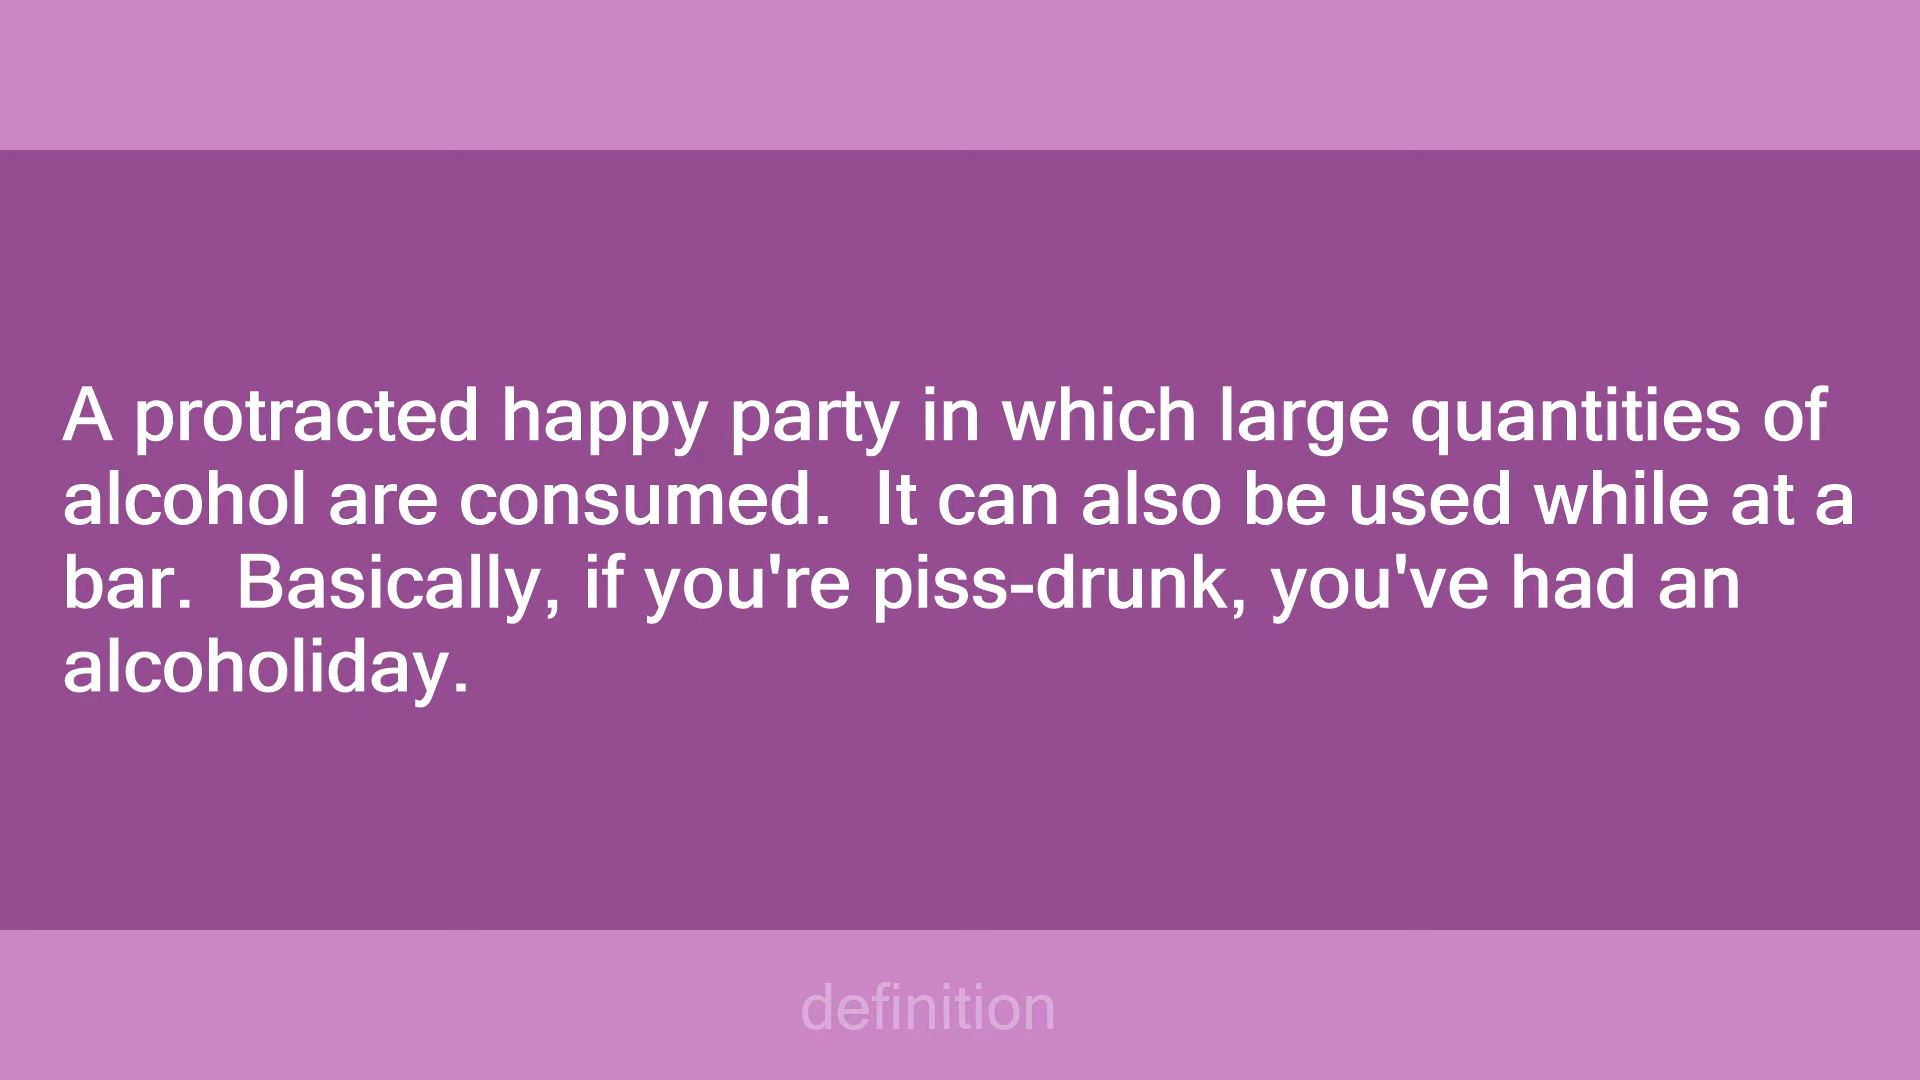 A protracted happy party in which large quantities of
alcohol are consumed.  It can also be used while at a
bar.  Basically, if you're piss-drunk, you've had an
alcoholiday.
definition